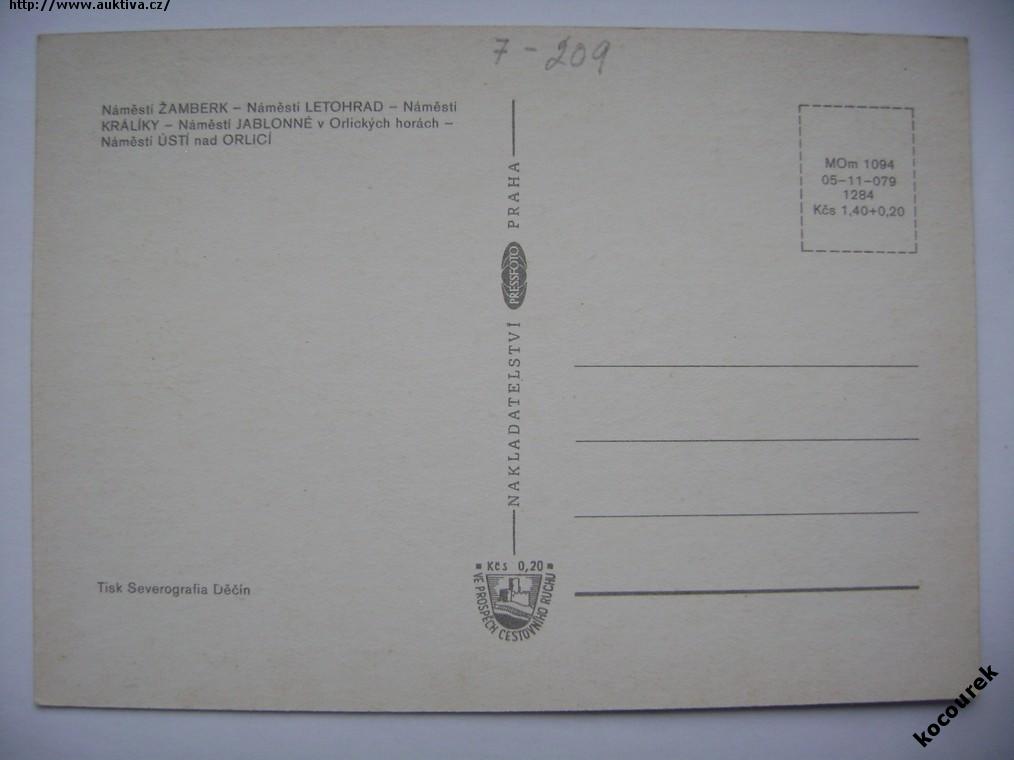 http://www.auktiva.cz/
7 - 209
Náměstí ŽAMBERK – Náměstí LETOHRAD – Náměstí
KRÁLÍKY – Náměstí JABLONNÉ v Orlických horách –
Náměstí ÚSTÍ nad ORLICÍ
NAKLADATELSTVÍ PRESSFOTO PRAHA
MOm 1094
05-11-079
1284
Kčs 1,40+0,20
Tisk Severografia Děčín
Kčs 0,20
VE PROSPĚCH CESTOVNÍHO RUCHU
kocourek